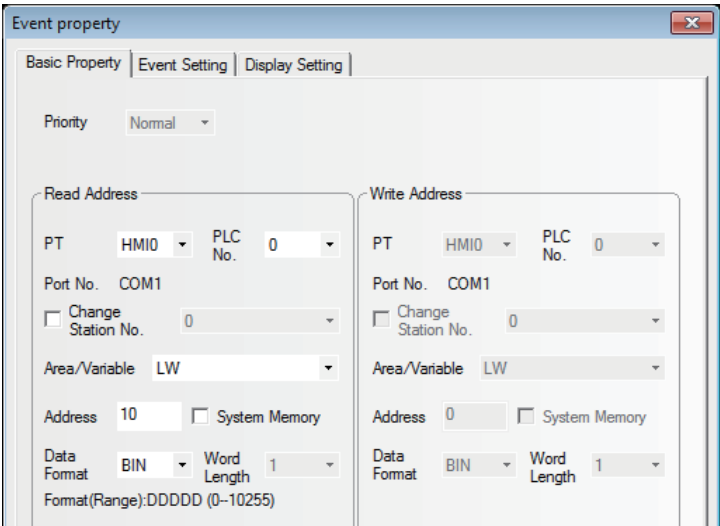 Event property
Basic Property Event Setting Display Setting
Priority Normal
Read Address
PT HMI0 PLC No. 0
Port No. COM1
Change Station No. 0
Area/Variable LW
Address 10 System Memory
Data Format BIN Word Length 1
Format(Range):DDDDD (0--10255)
Write Address
PT HMI0 PLC No. 0
Port No. COM1
Change Station No. 0
Area/Variable LW
Address 0 System Memory
Data Format BIN Word Length 1